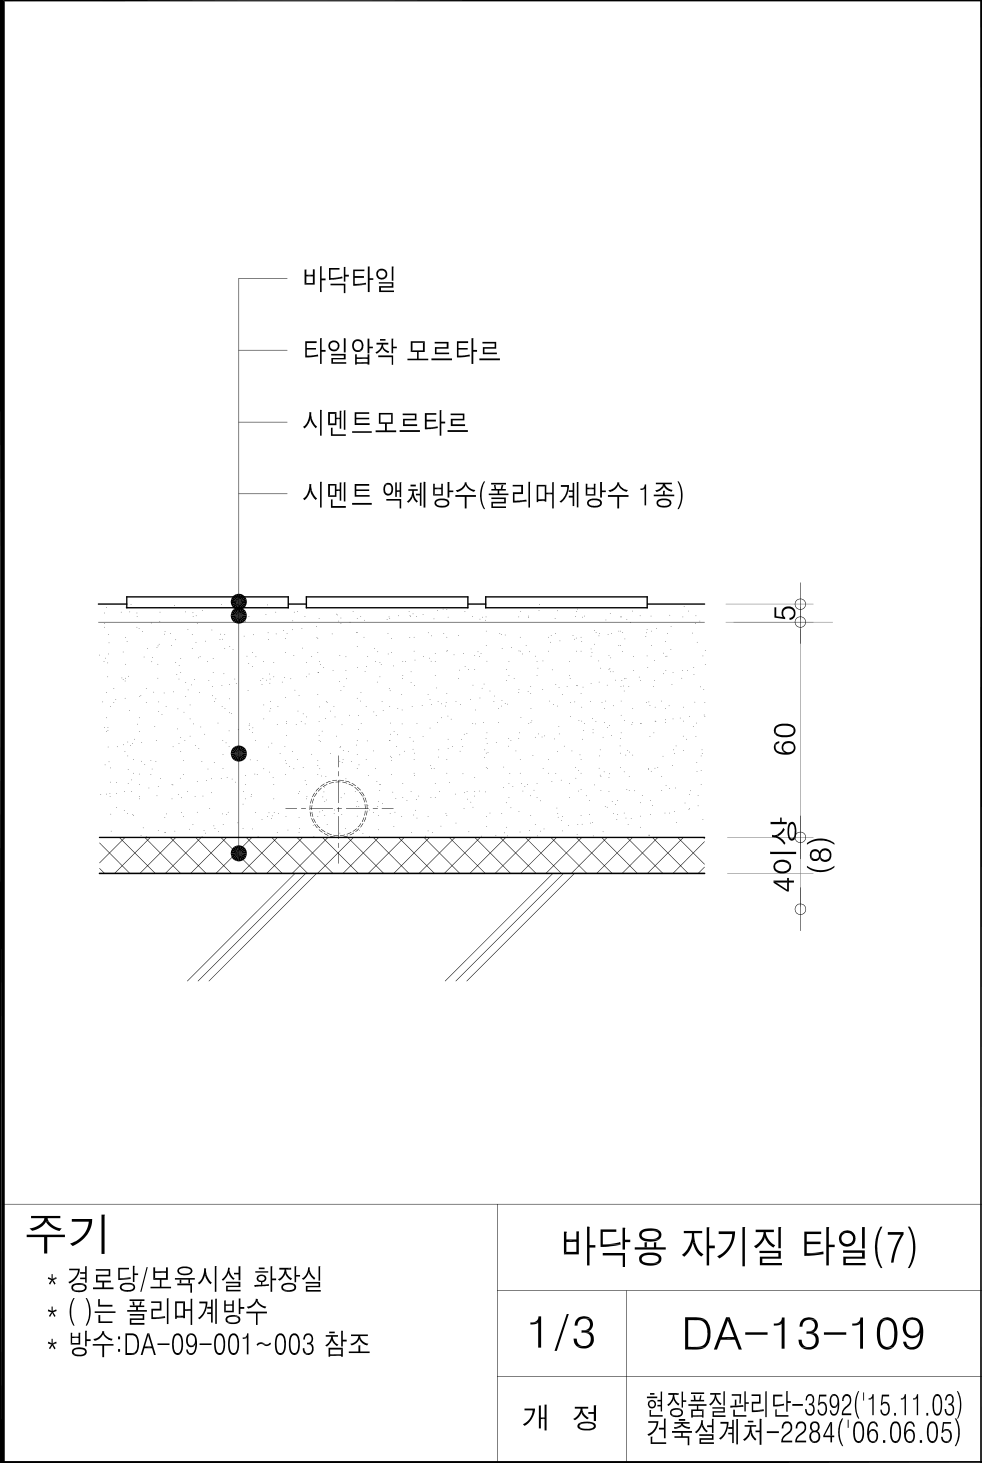 바닥타일
타일압착 모르타르
시멘트모르타르
시멘트 액체방수(폴리머계방수 1종)
5
60
4이상
(8)
주기
* 경로당/보육시설 화장실
* ( )는 폴리머계방수
* 방수:DA-09-001~003 참조
바닥용 자기질 타일(7)
1/3
DA-13-109
개 정
현장품질관리단-3592('15.11.03)
건축설계처-2284('06.06.05)